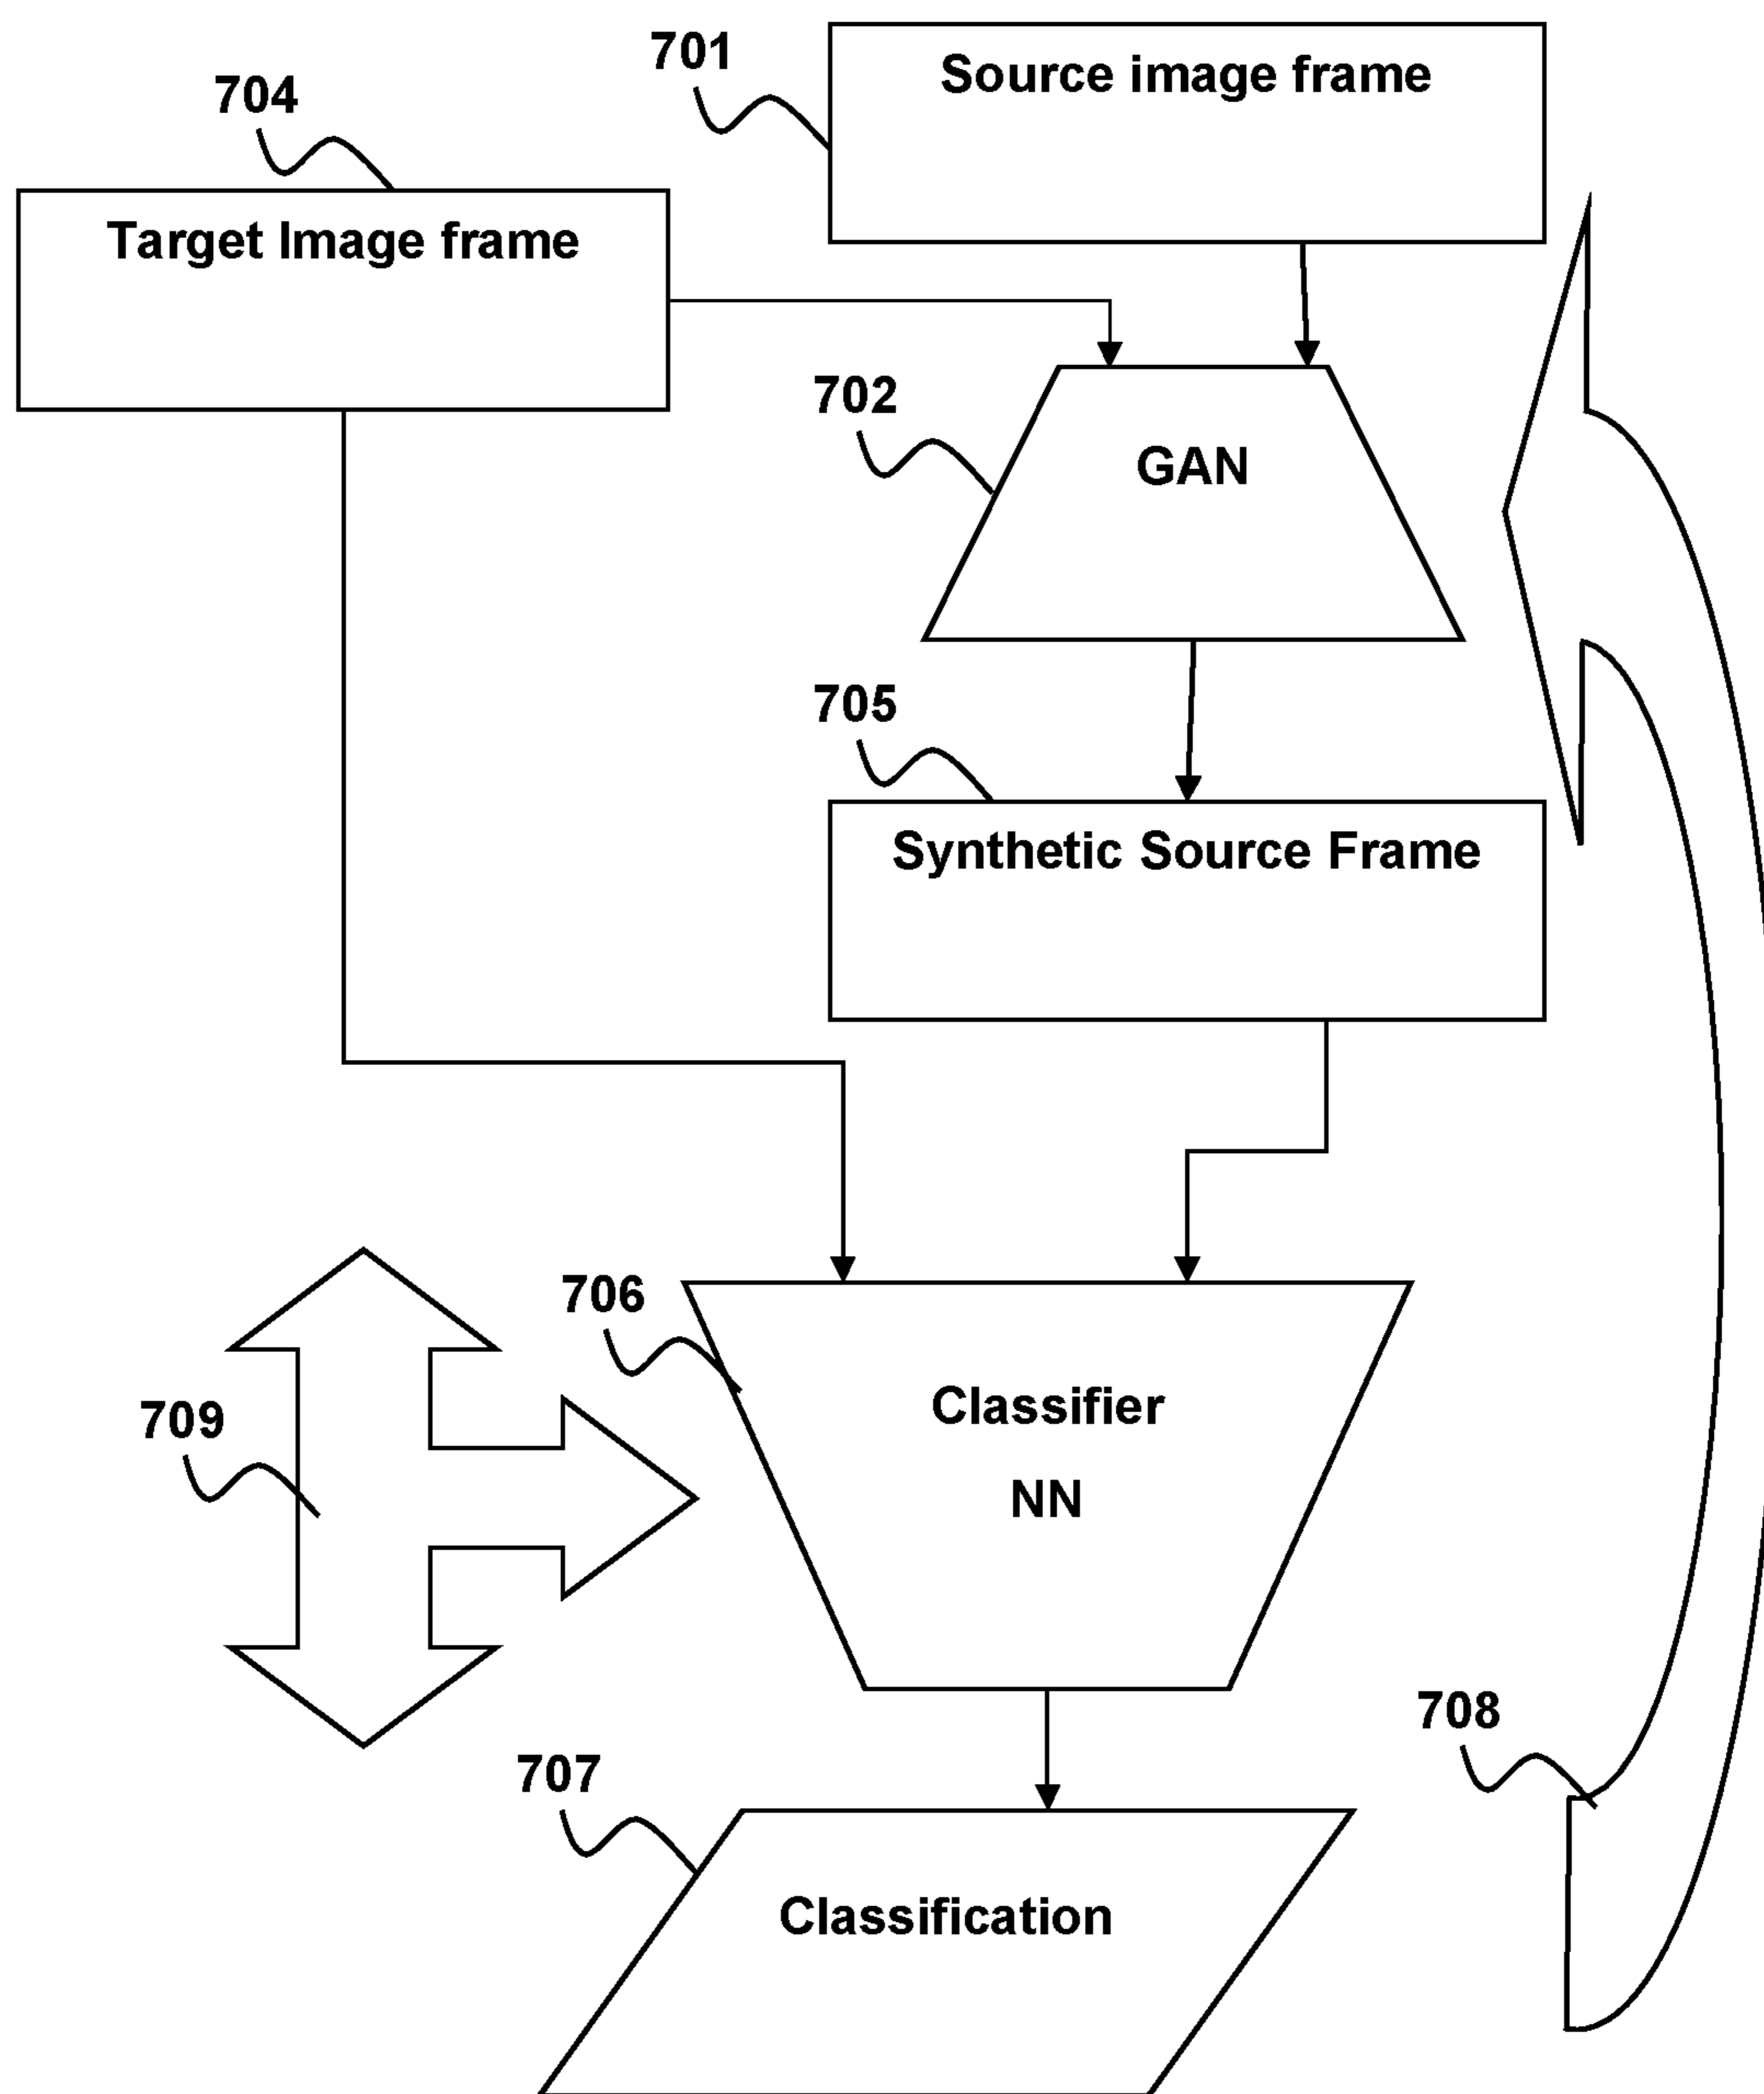 701
Source image frame
704
Target Image frame
702
GAN
705
Synthetic Source Frame
706
Classifier
NN
709
708
707
Classification